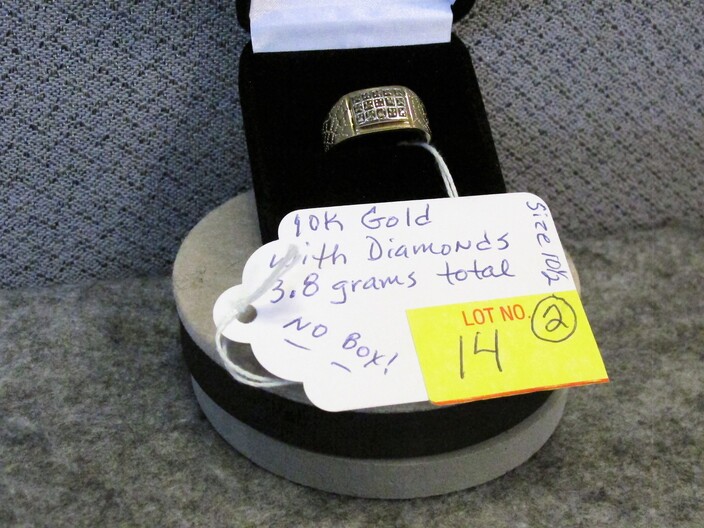 10K Gold
with Diamonds
3.8 grams total
NO BOX!
Size 10½
LOT NO. 2
14